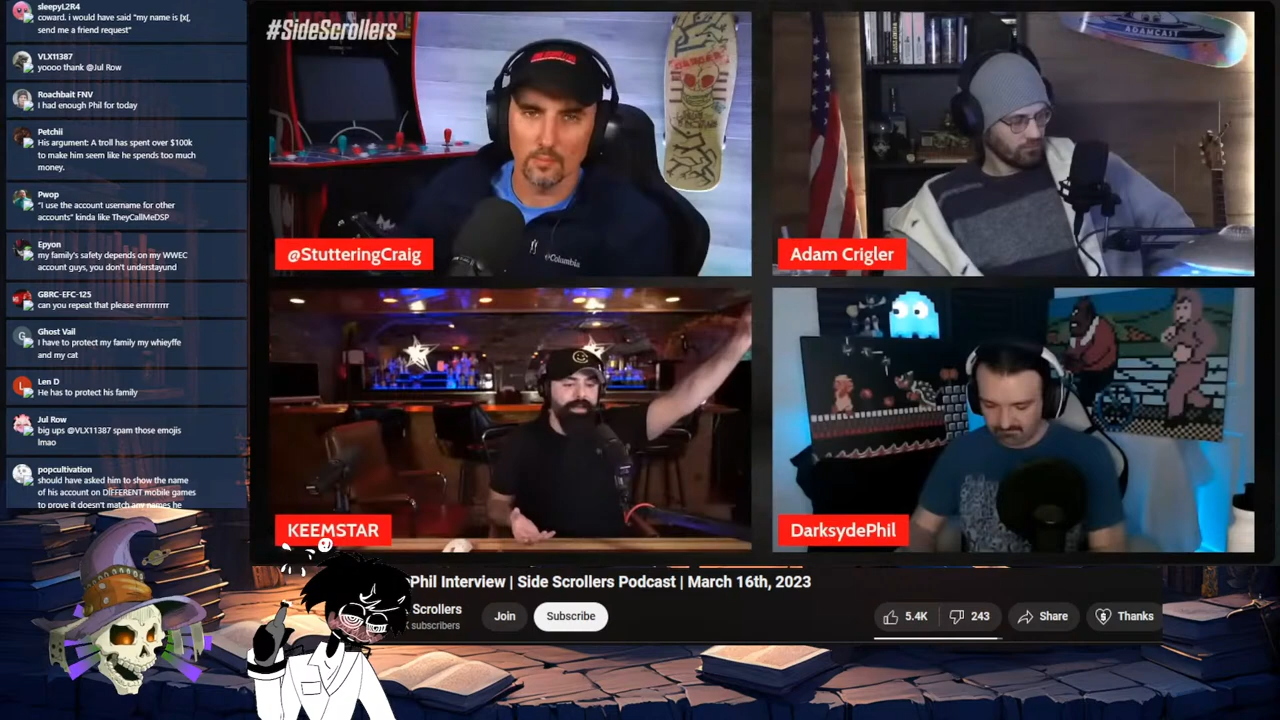 sleepyL2R4
coward. i would have said "my name is [x[,
send me a friend request"
VLX11387
yoooo thank @Jul Row
Roachbait FNV
I had enough Phil for today
Petchii
His argument: A troll has spent over $100k
to make him seem like he spends too much
money.
Pwop
"I use the account username for other
accounts" kinda like TheyCallMeDSP
Epyon
my family's safety depends on my WWEC
account guys, you don't understayund
GBRC-EFC-125
can you repeat that please errrrrrrrr
G
Ghost Vail
I have to protect my family my whieyffe
and my cat
L
Len D
He has to protect his family
Jul Row
big ups @VLX11387 spam those emojis
lmao
popcultivation
should have asked him to show the name
of his account on DIFFERENT mobile games
to prove it doesn't match any names he
#SideScrollers
@StutteringCraig
ADAMCAST
Adam Crigler
Columbia
KEEMSTAR
DarksydePhil
Phil Interview | Side Scrollers Podcast | March 16th, 2023
Scrollers
subscribers
Join
Subscribe
5.4K
243
Share
Thanks